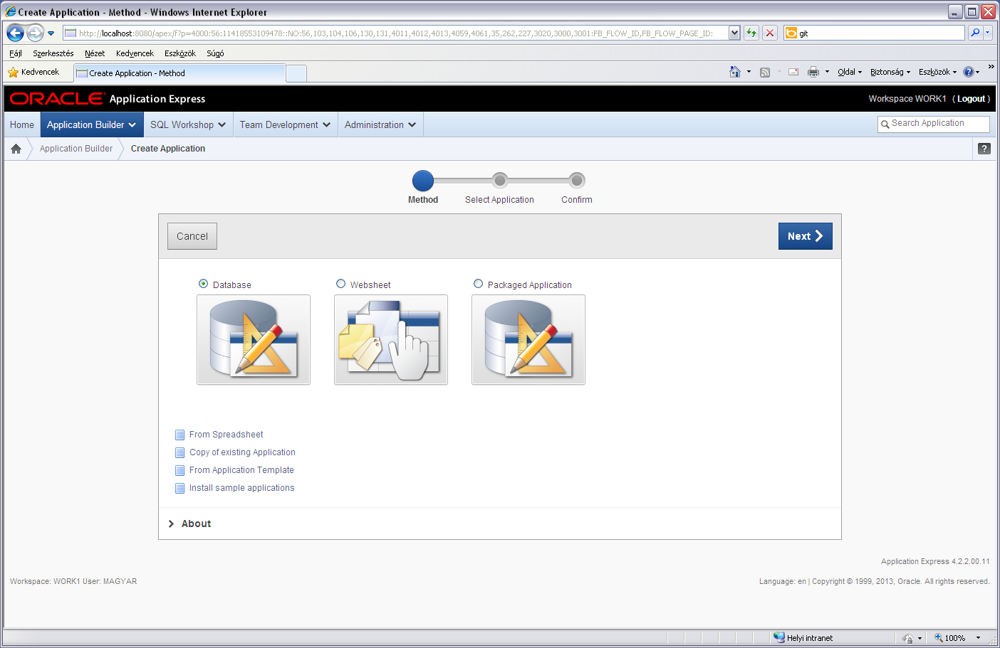 Create Application - Method - Windows Internet Explorer
http://localhost:8080/apex/f?p=4000:56:11418553109478::NO:56,103,104,106,130,131,4011,4012,4013,4059,4061,35,262,227,3020,3000,3001:FB_FLOW_ID,FB_FLOW_PAGE_ID:
git
Fájl Szerkesztés Nézet Kedvencek Eszközök Súgó
Kedvencek
Create Application - Method
Oldal Biztonság Eszközök
ORACLE Application Express
Workspace WORK1 ( Logout )
Home Application Builder SQL Workshop Team Development Administration
Search Application
Application Builder Create Application
?
Method Select Application Confirm
Cancel
Next
Database Websheet Packaged Application
From Spreadsheet
Copy of existing Application
From Application Template
Install sample applications
About
Application Express 4.2.2.00.11
Workspace: WORK1 User: MAGYAR
Language: en | Copyright © 1999, 2013, Oracle. All rights reserved.
Helyi intranet
100%